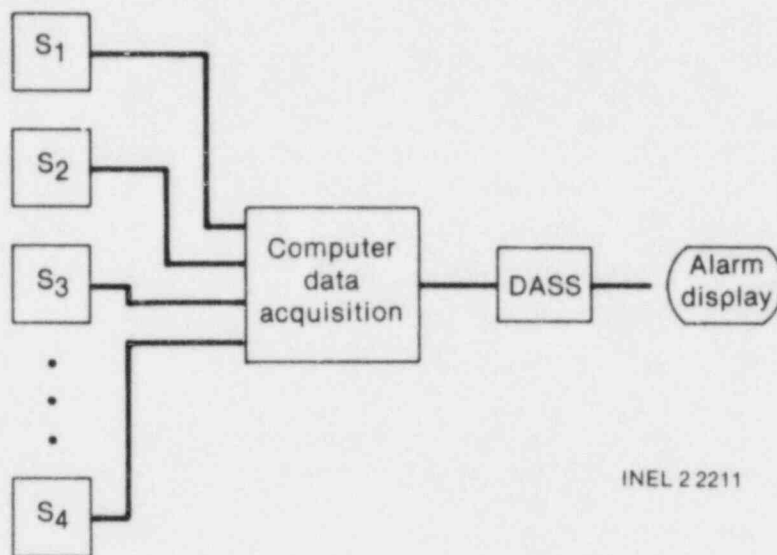 S1
S2
S3
S4
Computer
data
acquisition
DASS
Alarm
display
INEL 2 2211